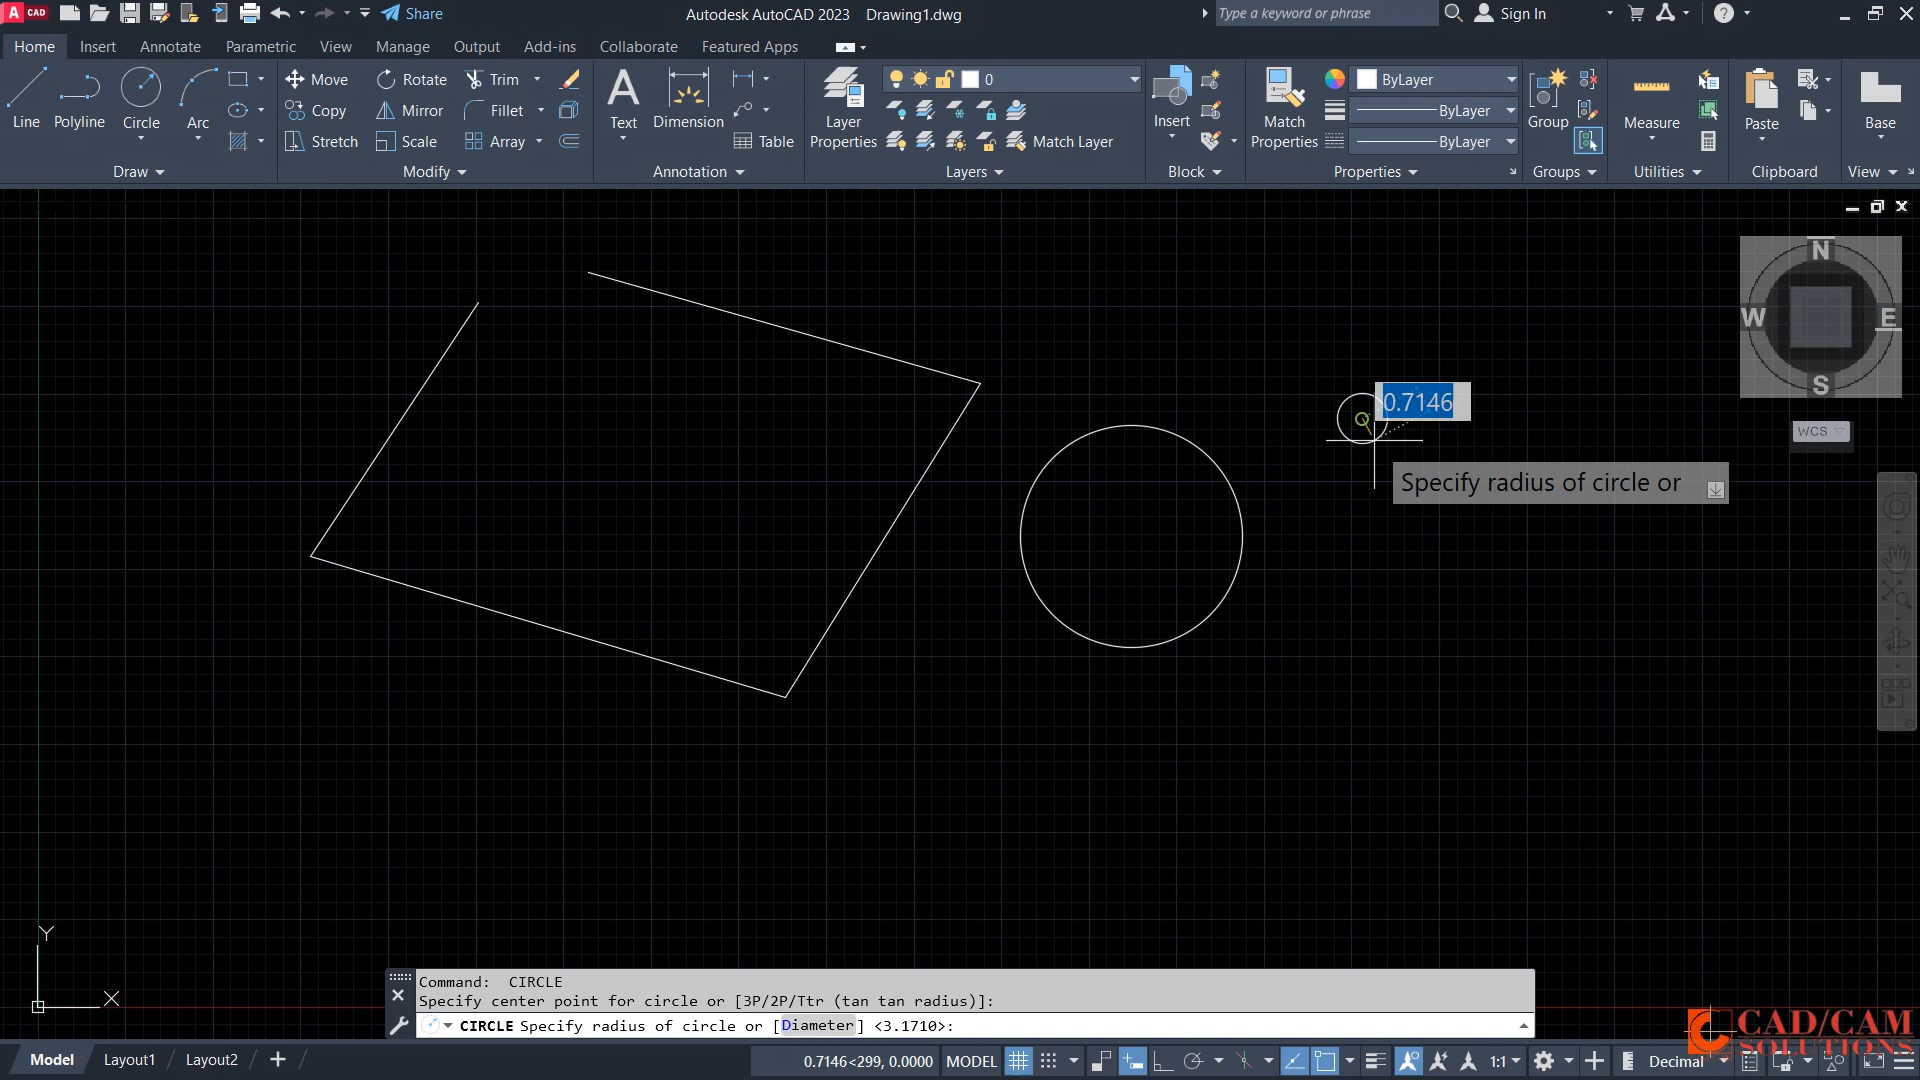 A CAD Share Autodesk AutoCAD 2023 Drawing1.dwg Type a keyword or phrase Sign In
Home Insert Annotate Parametric View Manage Output Add-ins Collaborate Featured Apps
Line Polyline Circle Arc
Move Rotate Trim
Copy Mirror Fillet
Stretch Scale Array
Text Dimension Table
Layer Properties
0
Match Layer
Insert
Match Properties
ByLayer
ByLayer
ByLayer
Group Measure Paste Base
Draw Modify Annotation Layers Block Properties Groups Utilities Clipboard View
N
W E
S
WCS
0.7146
Specify radius of circle or
Y
X
Command: CIRCLE
Specify center point for circle or [3P/2P/Ttr (tan tan radius)]:
CIRCLE Specify radius of circle or [Diameter] <3.1710>:
CAD/CAM
SOLUTIONS
Model Layout1 Layout2 + 0.7146<299, 0.0000 MODEL 1:1 Decimal